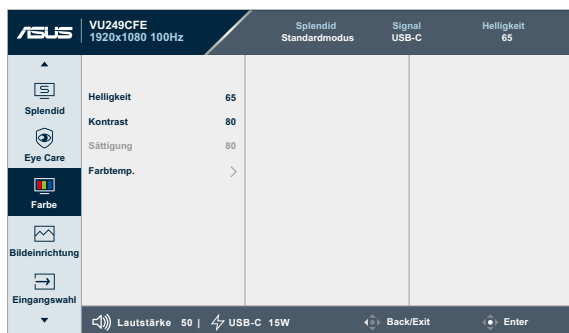 ASUS
VU249CFE
1920x1080 100Hz
Splendid
Standardmodus
Signal
USB-C
Helligkeit
65
Splendid
Eye Care
Farbe
Bildeinrichtung
Eingangswahl
Helligkeit 65
Kontrast 80
Sättigung 80
Farbtemp.
Lautstärke 50 | USB-C 15W Back/Exit Enter